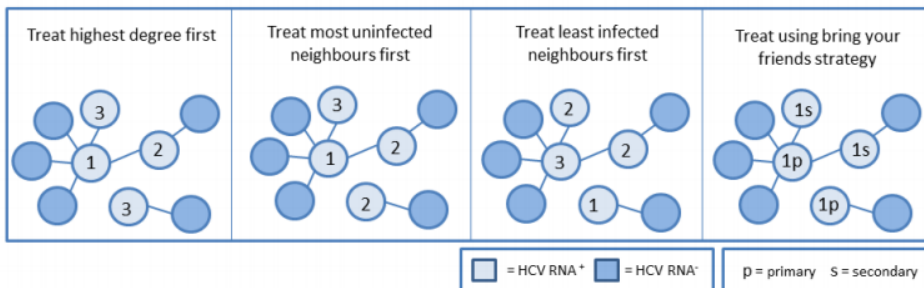 Treat highest degree first
3
1
2
3
Treat most uninfected
neighbours first
3
1
2
2
Treat least infected
neighbours first
2
3
2
1
Treat using bring your
friends strategy
1s
1p
1s
1p
= HCV RNA⁺
= HCV RNA⁻
p = primary s = secondary